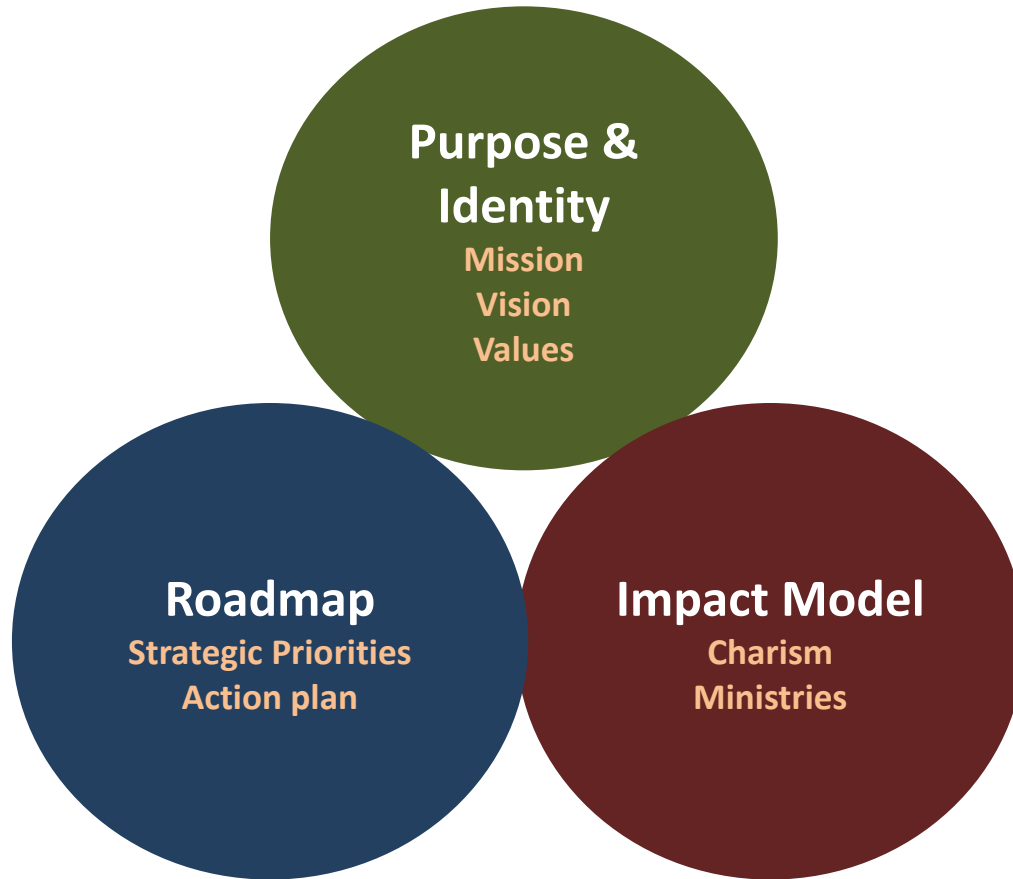 Purpose &
Identity
Mission
Vision
Values
Roadmap
Strategic Priorities
Action plan
Impact Model
Charism
Ministries